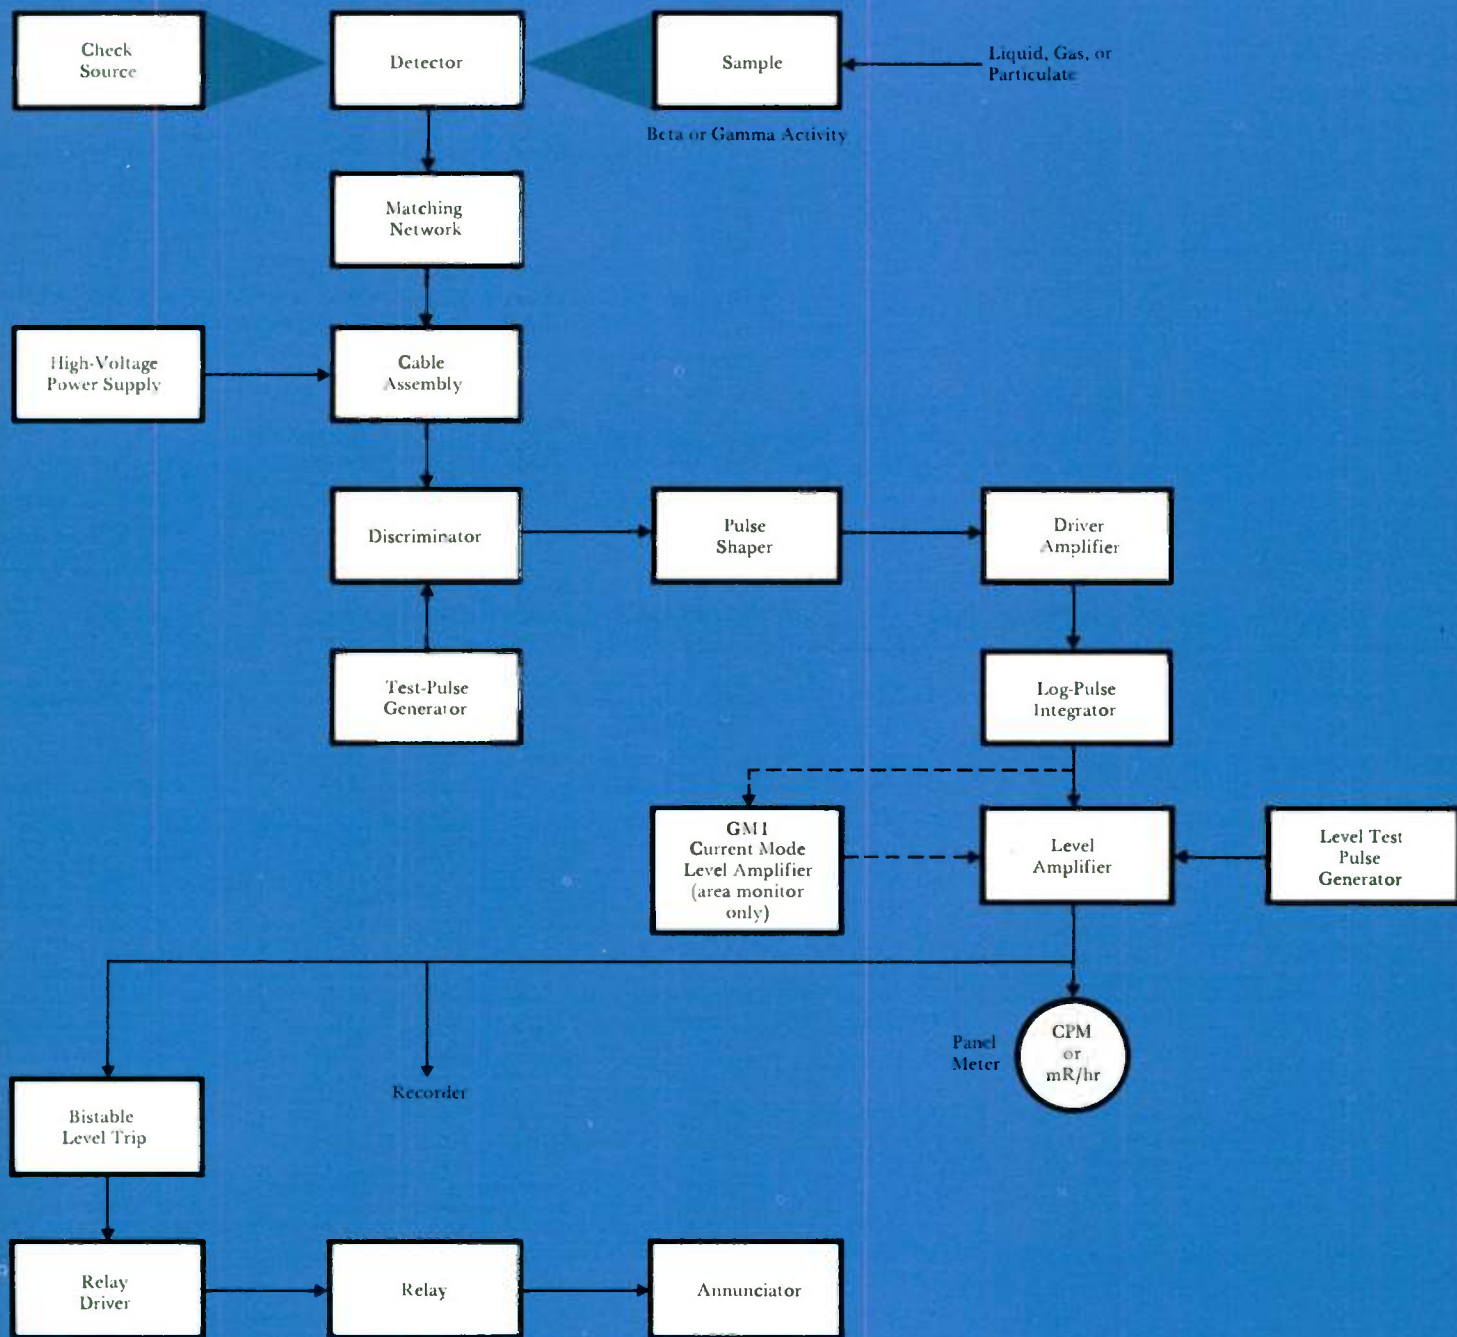 Check
Source
Detector
Sample
Liquid, Gas, or
Particulate
Beta or Gamma Activity
Matching
Network
High-Voltage
Power Supply
Cable
Assembly
Discriminator
Pulse
Shaper
Driver
Amplifier
Test-Pulse
Generator
Log-Pulse
Integrator
GM1
Current Mode
Level Amplifier
(area monitor
only)
Level
Amplifier
Level Test
Pulse
Generator
Panel
Meter
CPM
or
mR/hr
Recorder
Bistable
Level Trip
Relay
Driver
Relay
Annunciator